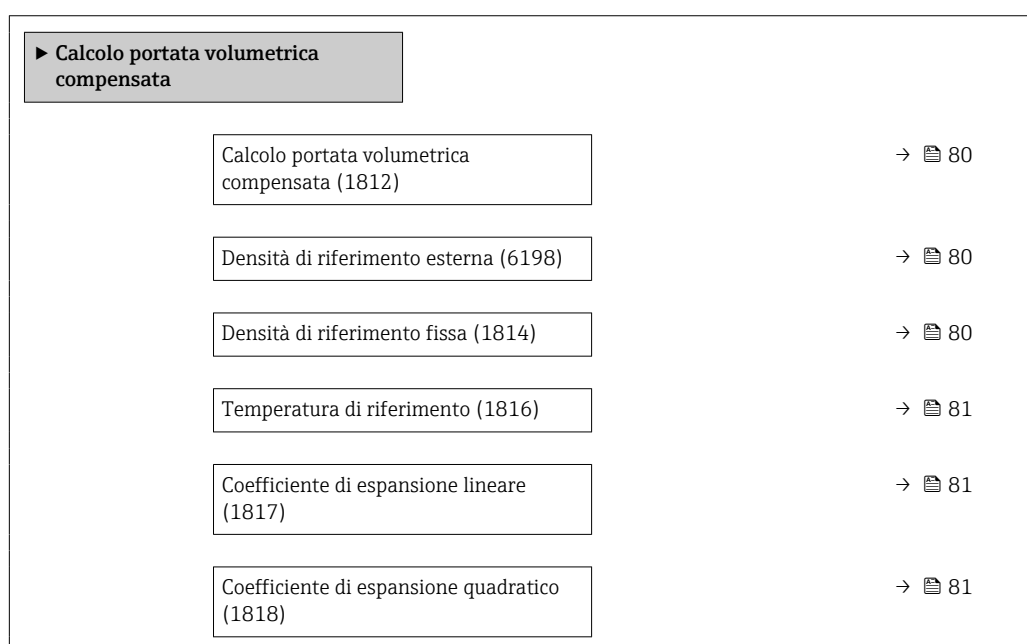 ▶ Calcolo portata volumetrica
compensata
Calcolo portata volumetrica
compensata (1812)
→ 80
Densità di riferimento esterna (6198)
→ 80
Densità di riferimento fissa (1814)
→ 80
Temperatura di riferimento (1816)
→ 81
Coefficiente di espansione lineare
(1817)
→ 81
Coefficiente di espansione quadratico
(1818)
→ 81